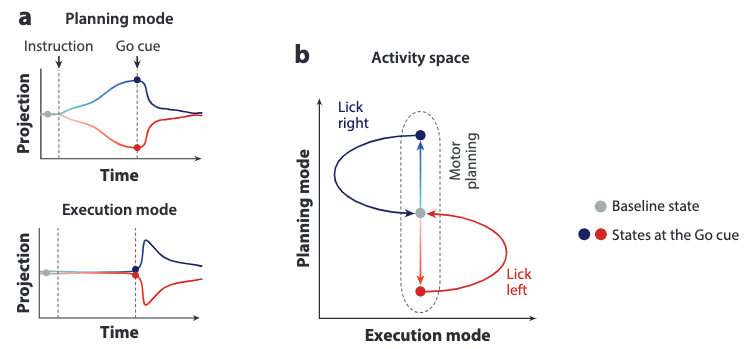 a
Planning mode
Instruction
Go cue
Projection
Time
Execution mode
Projection
Time
b
Activity space
Lick
right
Motor
planning
Planning mode
Lick
left
Execution mode
Baseline state
States at the Go cue